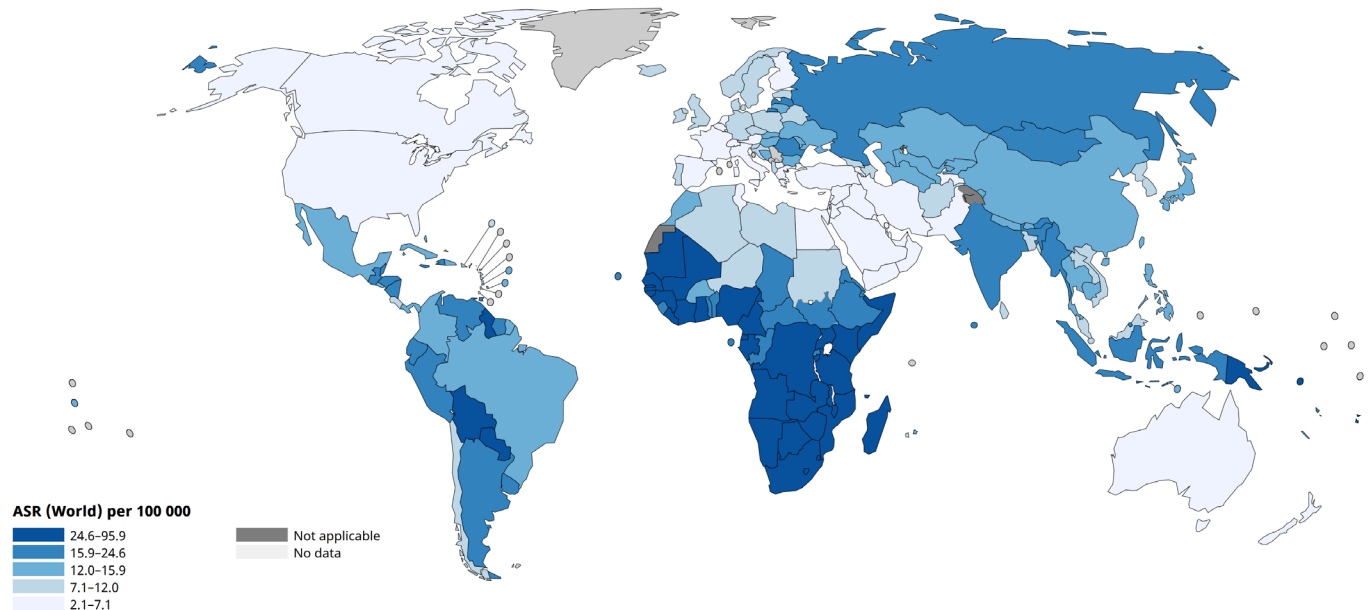 ASR (World) per 100 000
24.6–95.9
15.9–24.6
12.0–15.9
7.1–12.0
2.1–7.1
Not applicable
No data